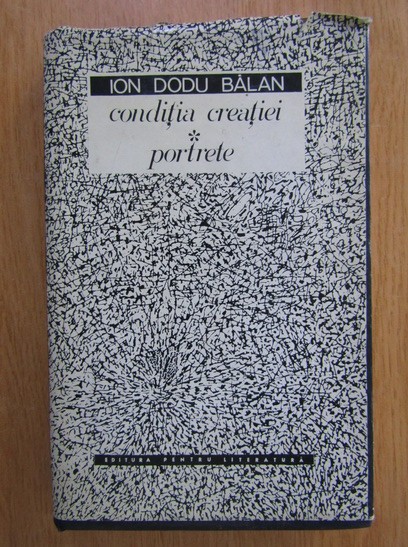 ION DODU BĂLAN
condiția creației
*
portrete
EDITURA PENTRU LITERATURĂ